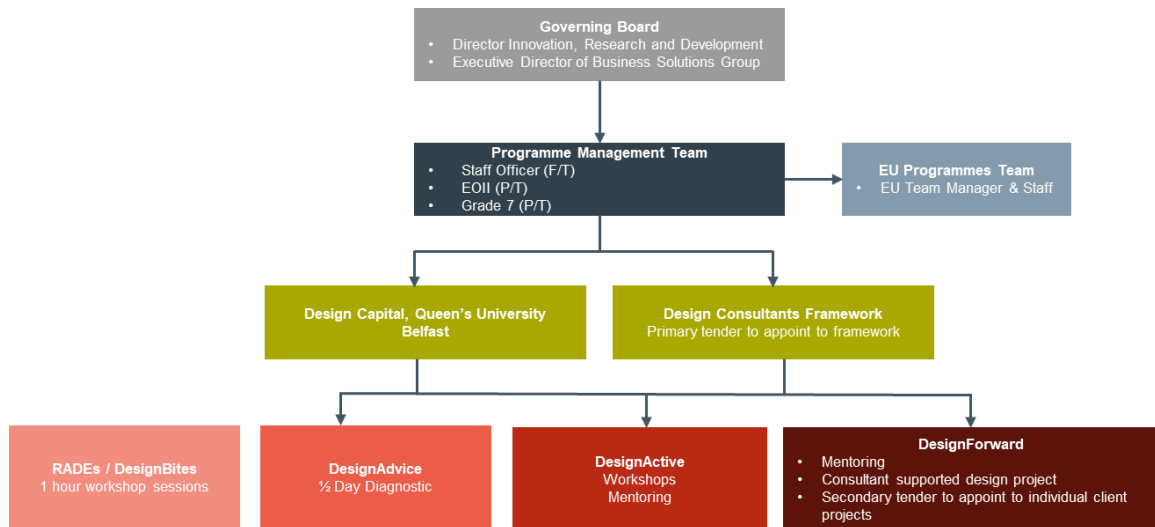 Governing Board
• Director Innovation, Research and Development
• Executive Director of Business Solutions Group
Programme Management Team
• Staff Officer (F/T)
• EOII (P/T)
• Grade 7 (P/T)
EU Programmes Team
• EU Team Manager & Staff
Design Capital, Queen's University
Belfast
Design Consultants Framework
Primary tender to appoint to framework
RADEs / DesignBites
1 hour workshop sessions
DesignAdvice
½ Day Diagnostic
DesignActive
Workshops
Mentoring
DesignForward
• Mentoring
• Consultant supported design project
• Secondary tender to appoint to individual client
projects